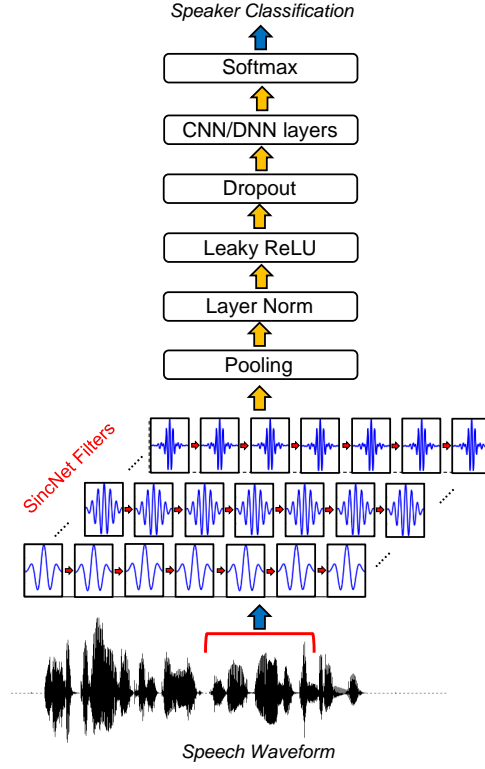 Speaker Classification
Softmax
CNN/DNN layers
Dropout
Leaky ReLU
Layer Norm
Pooling
SincNet Filters
Speech Waveform